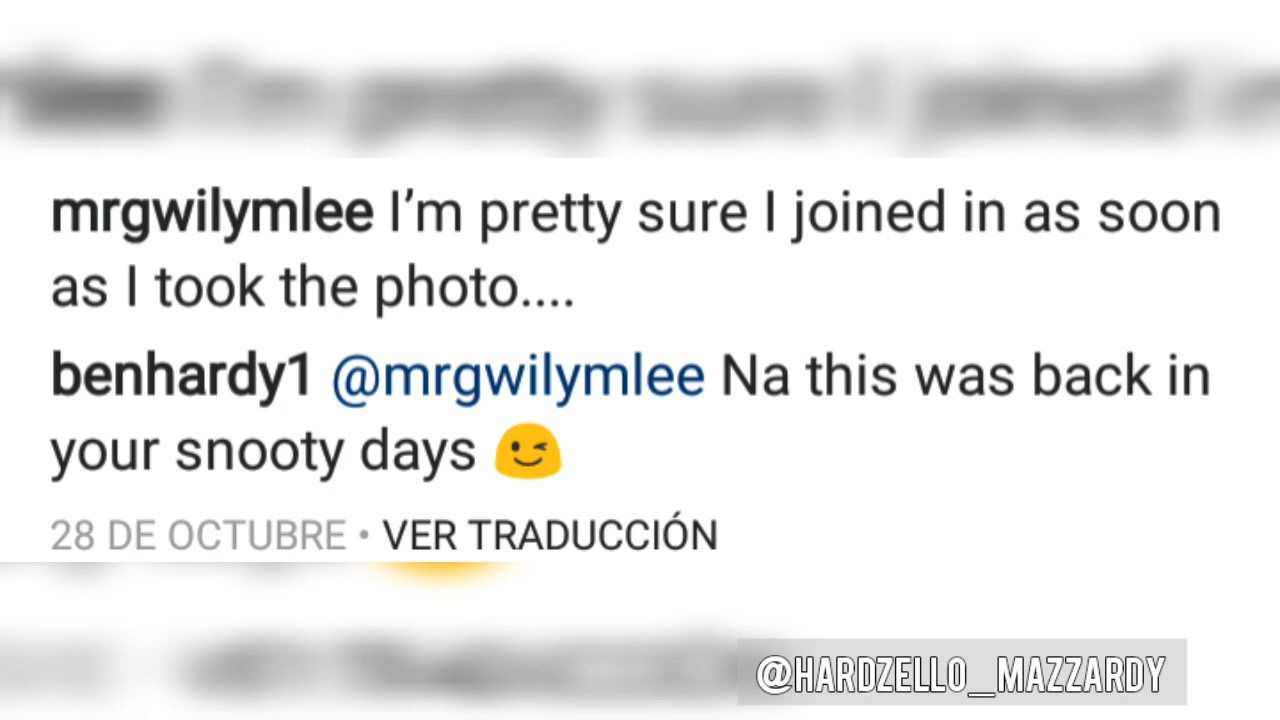 mrgwilymlee I’m pretty sure I joined in as soon
as I took the photo....
benhardy1 @mrgwilymlee Na this was back in
your snooty days 😉
28 DE OCTUBRE • VER TRADUCCIÓN
@HARDZELLO_MAZZARDY